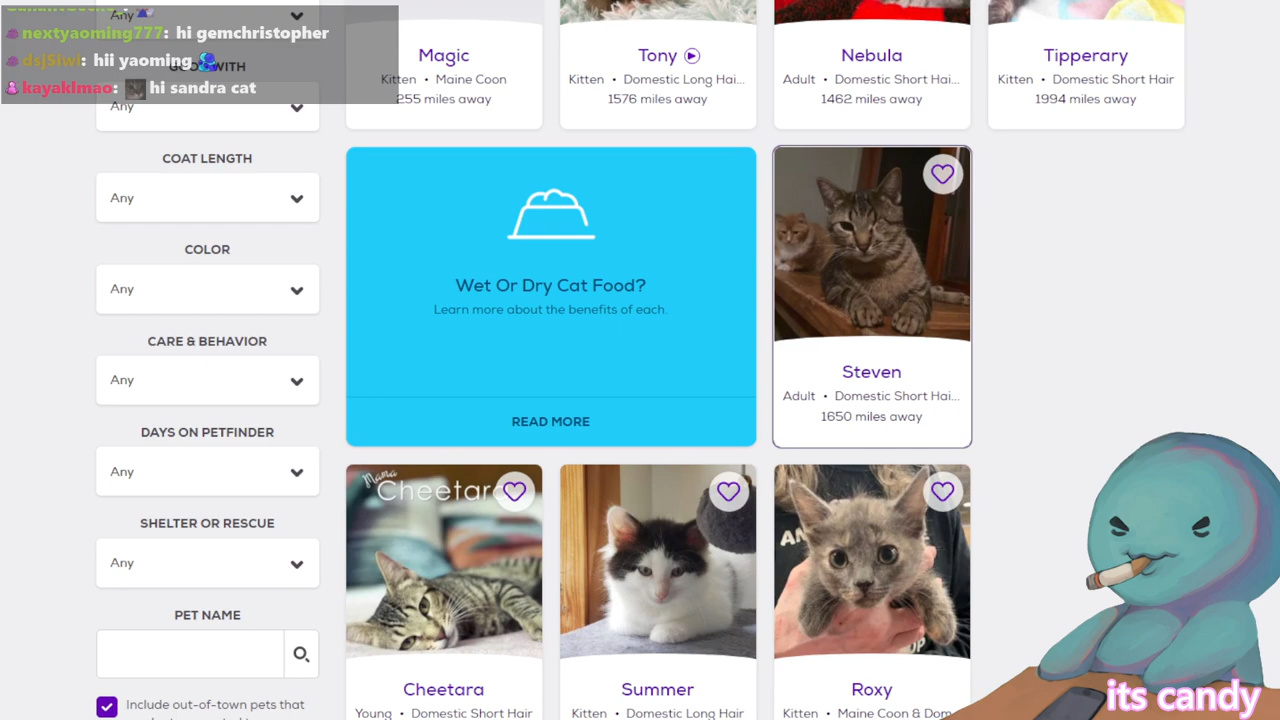 Any
nextyaoming777: hi gemchristopher
dsjSiwi: hii yaoming
kayaklmao: hi sandra cat
WITH
Any
COAT LENGTH
Any
COLOR
Any
CARE & BEHAVIOR
Any
DAYS ON PETFINDER
Any
SHELTER OR RESCUE
Any
PET NAME
Include out-of-town pets that
Magic
Kitten • Maine Coon
255 miles away
Tony
Kitten • Domestic Long Hai...
1576 miles away
Nebula
Adult • Domestic Short Hai...
1462 miles away
Tipperary
Kitten • Domestic Short Hair
1994 miles away
Wet Or Dry Cat Food?
Learn more about the benefits of each.
READ MORE
Steven
Adult • Domestic Short Hai...
1650 miles away
Mama
Cheetara
Cheetara
Young • Domestic Short Hair
Summer
Kitten • Domestic Long Hair
Roxy
Kitten • Maine Coon & Dom...
its candy